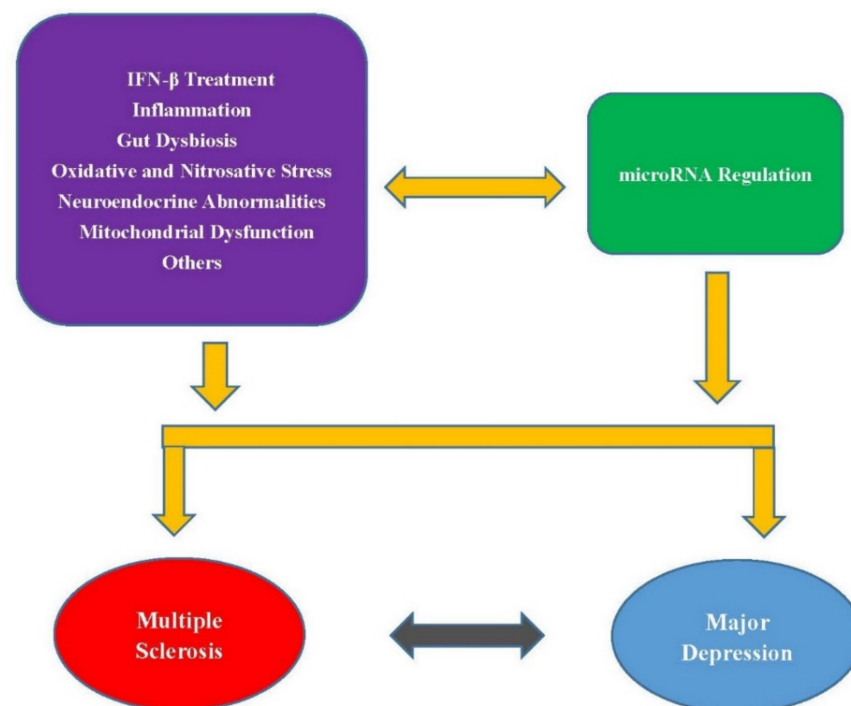 IFN-β Treatment
Inflammation
Gut Dysbiosis
Oxidative and Nitrosative Stress
Neuroendocrine Abnormalities
Mitochondrial Dysfunction
Others
microRNA Regulation
Multiple
Sclerosis
Major
Depression